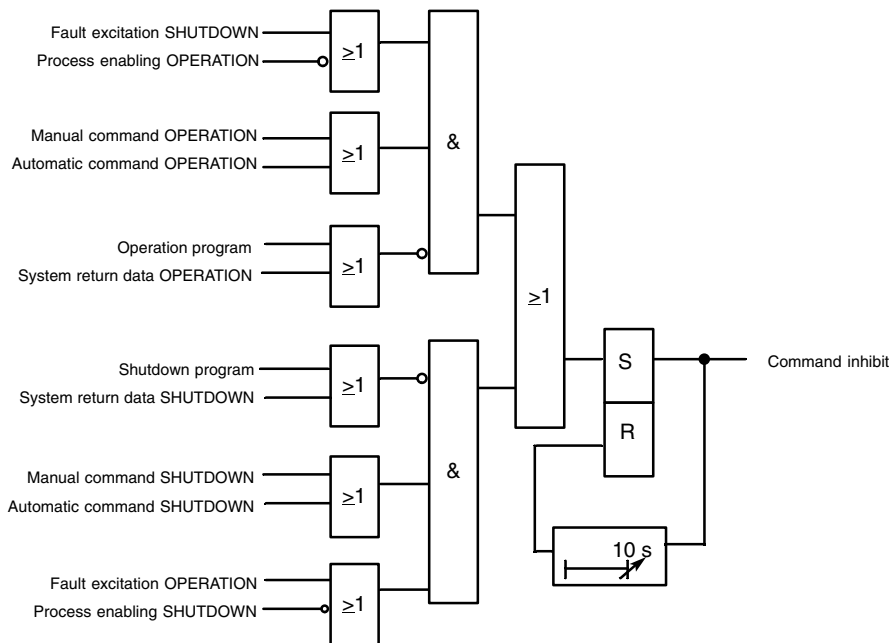 Fault excitation SHUTDOWN
Process enabling OPERATION
≥1
Manual command OPERATION
Automatic command OPERATION
≥1
&
Operation program
System return data OPERATION
≥1
≥1
Shutdown program
System return data SHUTDOWN
≥1
S
Command inhibit
R
Manual command SHUTDOWN
Automatic command SHUTDOWN
≥1
&
10 s
Fault excitation OPERATION
Process enabling SHUTDOWN
≥1